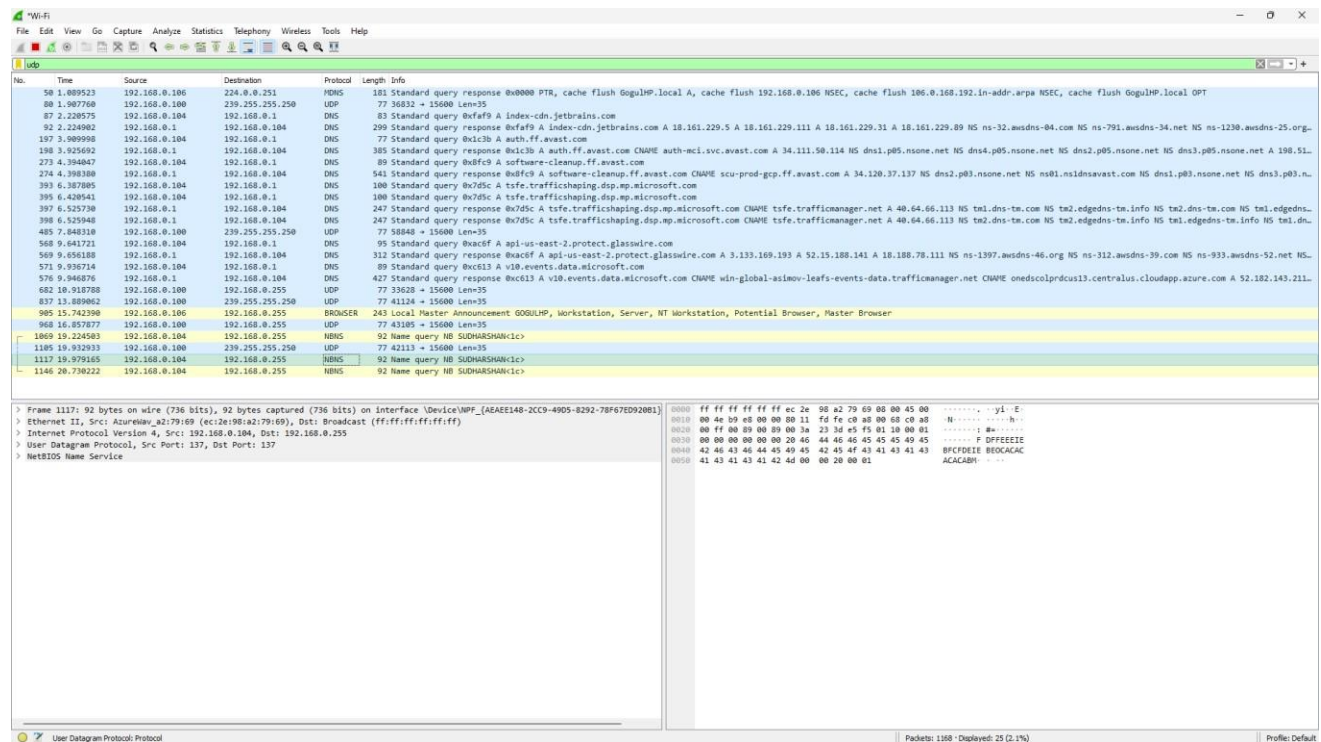 *Wi-Fi
File Edit View Go Capture Analyze Statistics Telephony Wireless Tools Help
udp
No. Time Source Destination Protocol Length Info
50 1.089523 192.168.0.106 224.0.0.251 MDNS 181 Standard query response 0x0000 PTR, cache flush GogulHP.local A, cache flush 192.168.0.106 NSEC, cache flush 106.0.168.192.in-addr.arpa NSEC, cache flush GogulHP.local OPT
80 1.907760 192.168.0.100 239.255.255.250 UDP 77 36832 → 15600 Len=35
87 2.220575 192.168.0.104 192.168.0.1 DNS 83 Standard query 0xfaf9 A index-cdn.jetbrains.com
92 2.224902 192.168.0.1 192.168.0.104 DNS 299 Standard query response 0xfaf9 A index-cdn.jetbrains.com A 18.161.229.5 A 18.161.229.111 A 18.161.229.31 A 18.161.229.89 NS ns-32.awsdns-04.com NS ns-791.awsdns-34.net NS ns-1230.awsdns-25.org…
197 3.909998 192.168.0.104 192.168.0.1 DNS 77 Standard query 0x1c3b A auth.ff.avast.com
198 3.925692 192.168.0.1 192.168.0.104 DNS 385 Standard query response 0x1c3b A auth.ff.avast.com CNAME auth-mci.svc.avast.com A 34.111.50.114 NS dns1.p05.nsone.net NS dns4.p05.nsone.net NS dns2.p05.nsone.net NS dns3.p05.nsone.net A 198.51…
273 4.394047 192.168.0.104 192.168.0.1 DNS 89 Standard query 0x8fc9 A software-cleanup.ff.avast.com
274 4.398380 192.168.0.1 192.168.0.104 DNS 541 Standard query response 0x8fc9 A software-cleanup.ff.avast.com CNAME scu-prod-gcp.ff.avast.com A 34.120.37.137 NS dns2.p03.nsone.net NS ns01.ns1dnsavast.com NS dns1.p03.nsone.net NS dns3.p03.n…
393 6.387805 192.168.0.104 192.168.0.1 DNS 100 Standard query 0x7d5c A tsfe.trafficshaping.dsp.mp.microsoft.com
395 6.420541 192.168.0.104 192.168.0.1 DNS 100 Standard query 0x7d5c A tsfe.trafficshaping.dsp.mp.microsoft.com
397 6.525730 192.168.0.1 192.168.0.104 DNS 247 Standard query response 0x7d5c A tsfe.trafficshaping.dsp.mp.microsoft.com CNAME tsfe.trafficmanager.net A 40.64.66.113 NS tm1.dns-tm.com NS tm2.edgedns-tm.info NS tm2.dns-tm.com NS tm1.edgedns…
398 6.525948 192.168.0.1 192.168.0.104 DNS 247 Standard query response 0x7d5c A tsfe.trafficshaping.dsp.mp.microsoft.com CNAME tsfe.trafficmanager.net A 40.64.66.113 NS tm2.dns-tm.com NS tm2.edgedns-tm.com NS tm1.edgedns-tm.info NS tm1.dn…
485 7.848310 192.168.0.100 239.255.255.250 UDP 77 58848 → 15600 Len=35
568 9.641721 192.168.0.104 192.168.0.1 DNS 95 Standard query 0xac6f A api-us-east-2.protect.glasswire.com
569 9.656188 192.168.0.1 192.168.0.104 DNS 312 Standard query response 0xac6f A api-us-east-2.protect.glasswire.com A 3.133.169.193 A 52.15.188.141 A 18.188.78.111 NS ns-1397.awsdns-46.org NS ns-312.awsdns-39.com NS ns-933.awsdns-52.net NS…
571 9.936714 192.168.0.104 192.168.0.1 DNS 89 Standard query 0xc613 A v10.events.data.microsoft.com
576 9.946876 192.168.0.1 192.168.0.104 DNS 427 Standard query response 0xc613 A v10.events.data.microsoft.com CNAME win-global-asimov-leafs-events-data.trafficmanager.net CNAME onedscolprdcus13.centralus.cloudapp.azure.com A 52.182.143.211…
682 10.918788 192.168.0.100 192.168.0.255 UDP 77 33628 → 15600 Len=35
837 13.889062 192.168.0.100 239.255.255.250 UDP 77 41124 → 15600 Len=35
905 15.742390 192.168.0.106 192.168.0.255 BROWSER 243 Local Master Announcement GOGULHP, Workstation, Server, NT Workstation, Potential Browser, Master Browser
968 16.857877 192.168.0.100 192.168.0.255 UDP 77 43105 → 15600 Len=35
1069 19.224503 192.168.0.104 192.168.0.255 NBNS 92 Name query NB SUDHARSHAN<1c>
1105 19.932933 192.168.0.100 239.255.255.250 UDP 77 42113 → 15600 Len=35
1117 19.979165 192.168.0.104 192.168.0.255 NBNS 92 Name query NB SUDHARSHAN<1c>
1146 20.730222 192.168.0.104 192.168.0.255 NBNS 92 Name query NB SUDHARSHAN<1c>
> Frame 1117: 92 bytes on wire (736 bits), 92 bytes captured (736 bits) on interface \Device\NPF_{AEAEE148-2CC9-49D5-8292-78F67ED920B1}
> Ethernet II, Src: AzureWav_a2:79:69 (ec:2e:98:a2:79:69), Dst: Broadcast (ff:ff:ff:ff:ff:ff)
> Internet Protocol Version 4, Src: 192.168.0.104, Dst: 192.168.0.255
> User Datagram Protocol, Src Port: 137, Dst Port: 137
> NetBIOS Name Service
0000 ff ff ff ff ff ff ec 2e 98 a2 79 69 08 00 45 00 ·······. ··yi··E·
0010 00 4e b9 e8 00 00 80 11 fd fe c0 a8 00 68 c0 a8 ·N······ ·····h··
0020 00 ff 00 89 00 89 00 3a 23 3d e5 f5 01 10 00 01 ·······: #=······
0030 00 00 00 00 00 00 20 46 44 46 46 45 45 45 49 45 ······ F DFFEEEIE
0040 42 46 43 46 44 45 49 45 42 45 4f 43 41 43 41 43 BFCFDEIE BEOCACAC
0050 41 43 41 43 41 42 4d 00 00 20 00 01 ACACABM· · ··
User Datagram Protocol: Protocol
Packets: 1168 · Displayed: 25 (2.1%)
Profile: Default